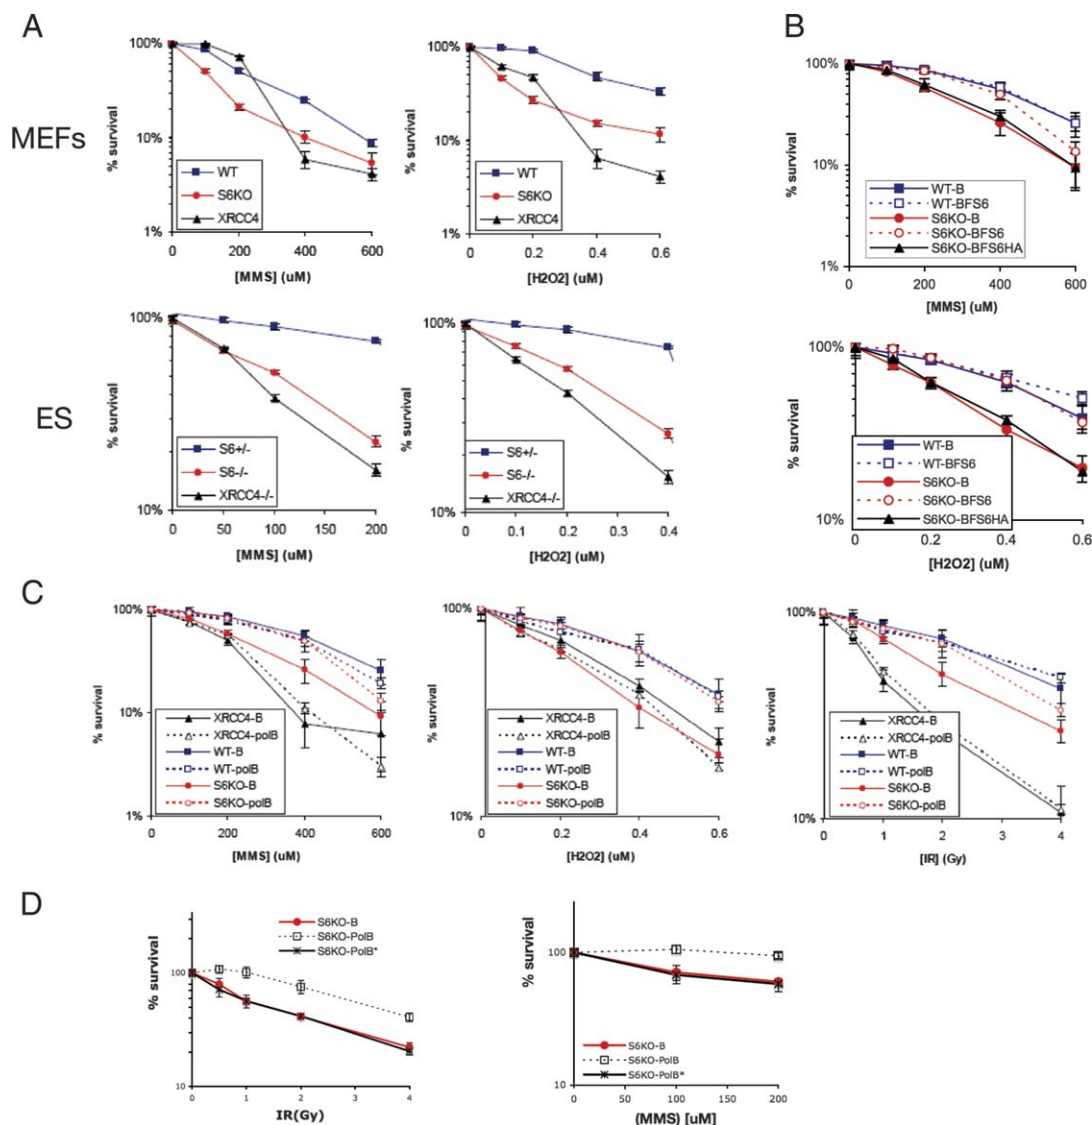 A
MEFs
100%
10%
1%
% survival
WT
S6KO
XRCC4
0
200
400
600
[MMS] (uM)
100%
10%
1%
% survival
WT
S6KO
XRCC4
0.0
0.2
0.4
0.6
[H2O2] (uM)
ES
100%
10%
% survival
S6+/-
S6-/-
XRCC4-/-
0
50
100
150
200
[MMS] (uM)
100%
10%
% survival
S6+/-
S6-/-
XRCC4-/-
0.0
0.1
0.2
0.3
0.4
[H2O2] (uM)
B
100%
10%
1%
% survival
WT-B
WT-BFS6
S6KO-B
S6KO-BFS6
S6KO-BFS6HA
0
200
400
600
[MMS] (uM)
100%
10%
% survival
WT-B
WT-BFS6
S6KO-B
S6KO-BFS6
S6KO-BFS6HA
0
0.2
0.4
0.6
[H2O2] (uM)
C
100%
10%
1%
% survival
XRCC4-B
XRCC4-polB
WT-B
WT-polB
S6KO-B
S6KO-polB
0
200
400
600
[MMS] (uM)
100%
10%
% survival
XRCC4-B
XRCC4-polB
WT-B
WT-polB
S6KO-B
S6KO-polB
0
0.2
0.4
0.6
[H2O2] (uM)
100%
10%
% survival
XRCC4-B
XRCC4-polB
WT-B
WT-polB
S6KO-B
S6KO-polB
0
1
2
4
[IR] (Gy)
D
100
10
% survival
S6KO-B
S6KO-PolB
S6KO-PolB*
0
1
2
3
4
IR(Gy)
100
10
% survival
S6KO-B
S6KO-PolB
S6KO-PolB*
0
50
100
150
200
(MMS) [uM]